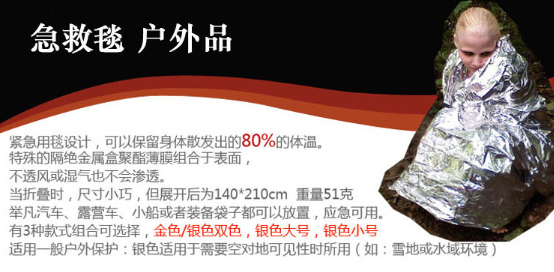 急救毯 户外品
紧急用毯设计，可以保留身体散发出的80%的体温。
特殊的隔绝金属盒聚酯薄膜组合于表面，
不透风或湿气也不会渗透。
当折叠时，尺寸小巧，但展开后为140*210cm 重量51克
举凡汽车、露营车、小船或者装备袋子都可以放置，应急可用。
有3种款式组合可选择，金色/银色双色，银色大号，银色小号
适用一般户外保护：银色适用于需要空对地可见性时所用（如：雪地或水域环境）